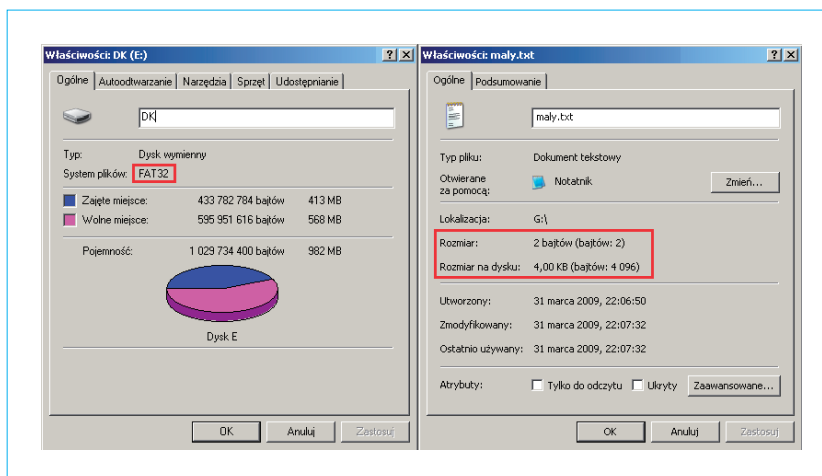 Właściwości: DK (E:)
Ogólne Autoodtwarzanie Narzędzia Sprzęt Udostępnianie
DK
Typ: Dysk wymienny
System plików: FAT32
Zajęte miejsce: 433 782 784 bajtów 413 MB
Wolne miejsce: 595 951 616 bajtów 568 MB
Pojemność: 1 029 734 400 bajtów 982 MB
Dysk E
OK Anuluj Zastosuj
Właściwości: maly.txt
Ogólne Podsumowanie
maly.txt
Typ pliku: Dokument tekstowy
Otwierane
za pomocą: Notatnik Zmień...
Lokalizacja: G:\
Rozmiar: 2 bajtów (bajtów: 2)
Rozmiar na dysku: 4,00 KB (bajtów: 4 096)
Utworzony: 31 marca 2009, 22:06:50
Zmodyfikowany: 31 marca 2009, 22:07:32
Ostatnio używany: 31 marca 2009, 22:07:32
Atrybuty: Tylko do odczytu Ukryty Zaawansowane...
OK Anuluj Zastosuj